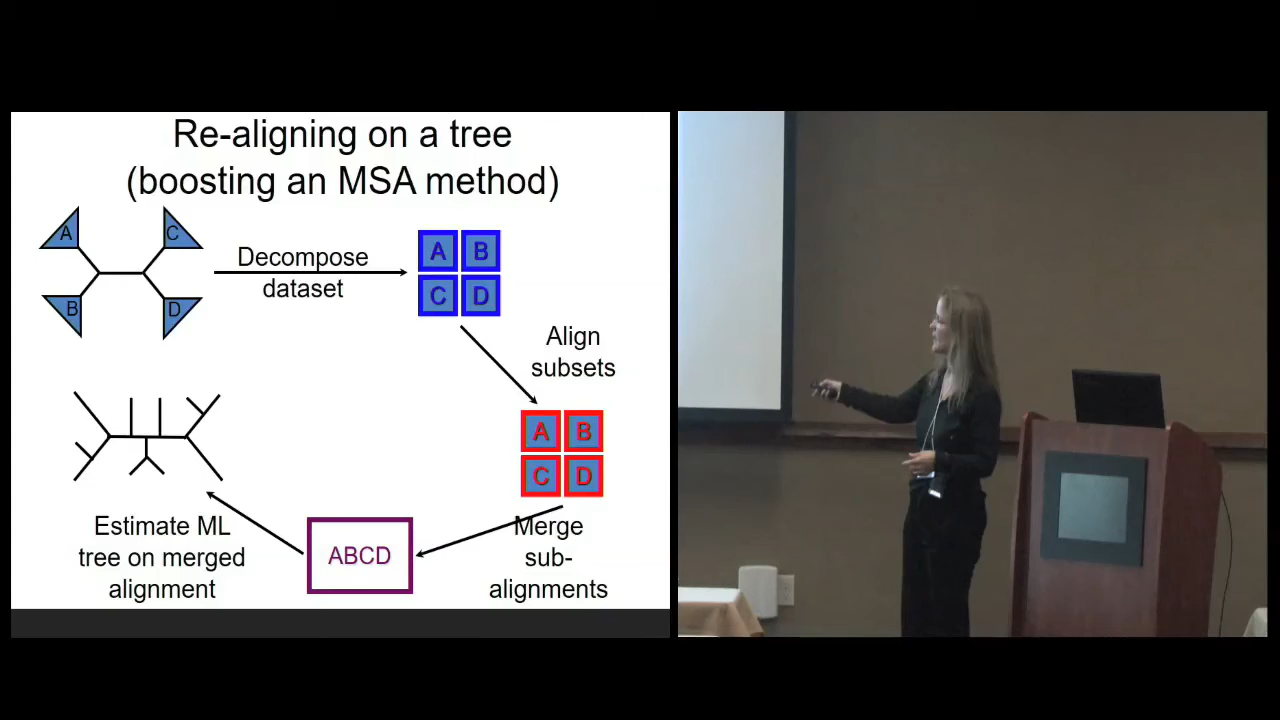 Re-aligning on a tree
(boosting an MSA method)
A
C
B
D
Decompose
dataset
A B
C D
Align
subsets
A B
C D
Merge
sub-
alignments
ABCD
Estimate ML
tree on merged
alignment